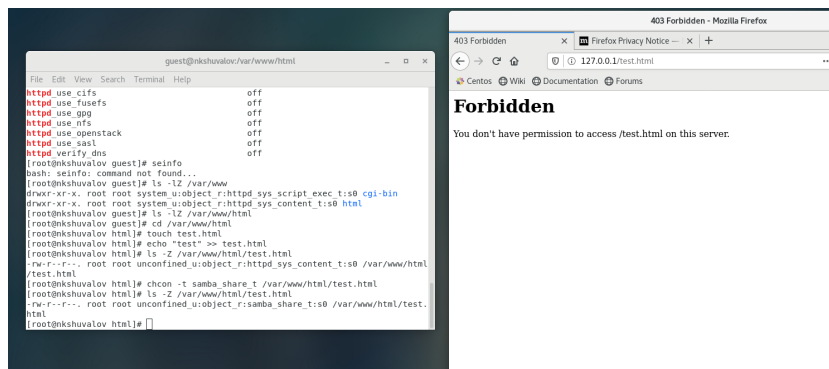 guest@nkshuvalov:/var/www/html
File Edit View Search Terminal Help
httpd_use_cifs off
httpd_use_fusefs off
httpd_use_gpg off
httpd_use_nfs off
httpd_use_openstack off
httpd_use_sasl off
httpd_verify_dns off
[root@nkshuvalov guest]# seinfo
bash: seinfo: command not found...
[root@nkshuvalov guest]# ls -lZ /var/www
drwxr-xr-x. root root system_u:object_r:httpd_sys_script_exec_t:s0 cgi-bin
drwxr-xr-x. root root system_u:object_r:httpd_sys_content_t:s0 html
[root@nkshuvalov guest]# ls -lZ /var/www/html
[root@nkshuvalov guest]# cd /var/www/html
[root@nkshuvalov html]# touch test.html
[root@nkshuvalov html]# echo "test" >> test.html
[root@nkshuvalov html]# ls -Z /var/www/html/test.html
-rw-r--r--. root root unconfined_u:object_r:httpd_sys_content_t:s0 /var/www/html
/test.html
[root@nkshuvalov html]# chcon -t samba_share_t /var/www/html/test.html
[root@nkshuvalov html]# ls -Z /var/www/html/test.html
-rw-r--r--. root root unconfined_u:object_r:samba_share_t:s0 /var/www/html/test.
html
[root@nkshuvalov html]#
403 Forbidden - Mozilla Firefox
403 Forbidden
Firefox Privacy Notice —
127.0.0.1/test.html
Centos Wiki Documentation Forums
Forbidden
You don't have permission to access /test.html on this server.